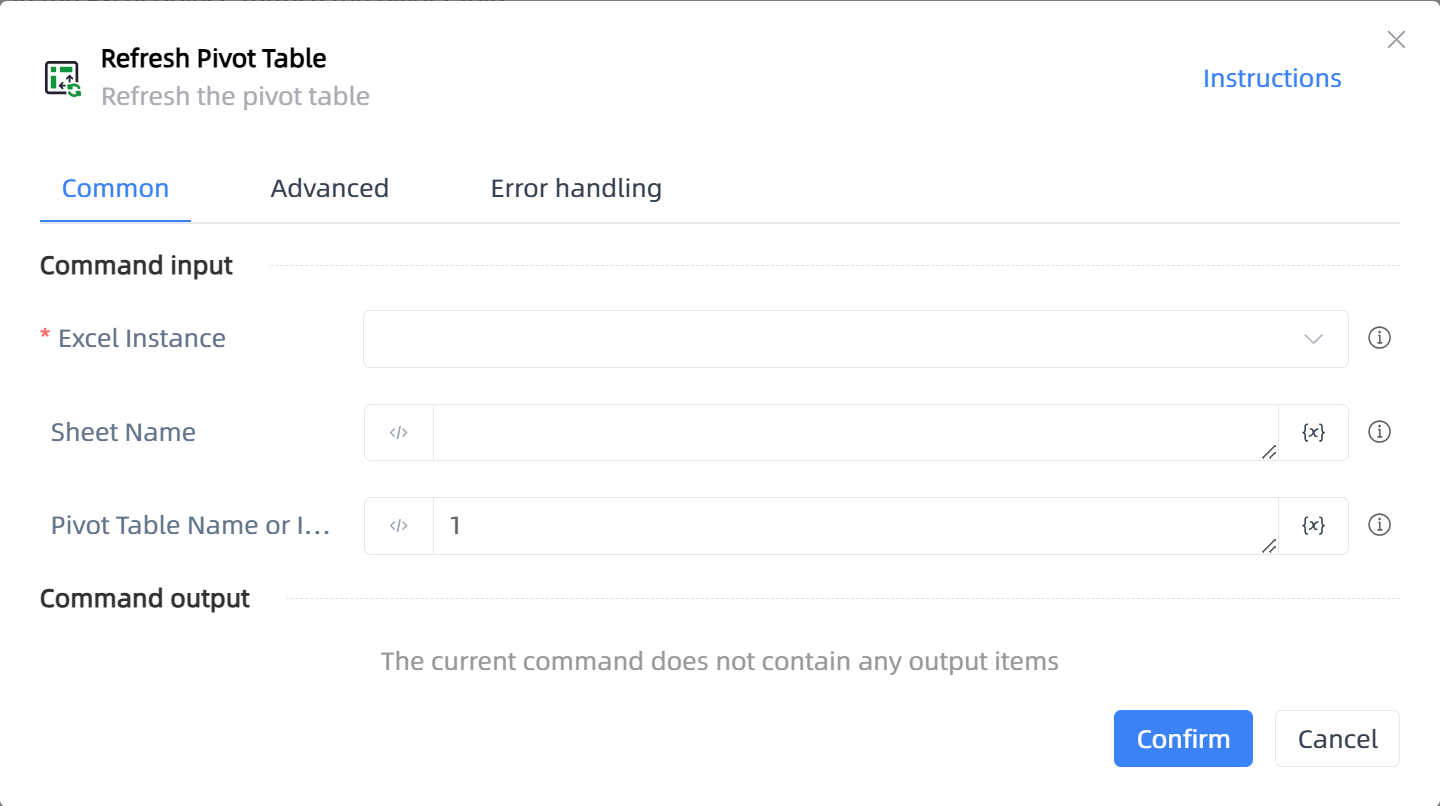 Refresh Pivot Table
Refresh the pivot table
Instructions
Common Advanced Error handling
Command input
* Excel Instance
Sheet Name </> {x}
Pivot Table Name or I... </> 1 {x}
Command output
The current command does not contain any output items
Confirm Cancel